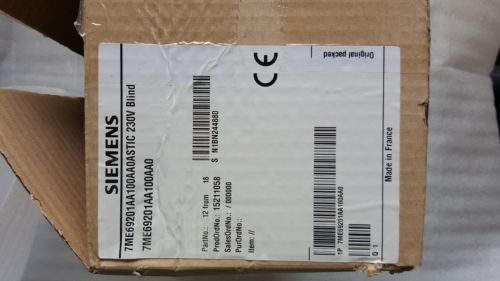 SIEMENS
7ME69201AA100AA0ASTIC 230V Blind
7ME69201AA100AA0
PartNo.: 12 from 18
S N1BN244880
ProdOrdNo.: 15211058
SalesOrdNo.: / 000000
PurOrdNo.:
Item: //
CE
1P 7ME69201AA100AA0
Q 1
Original packed
Made in France